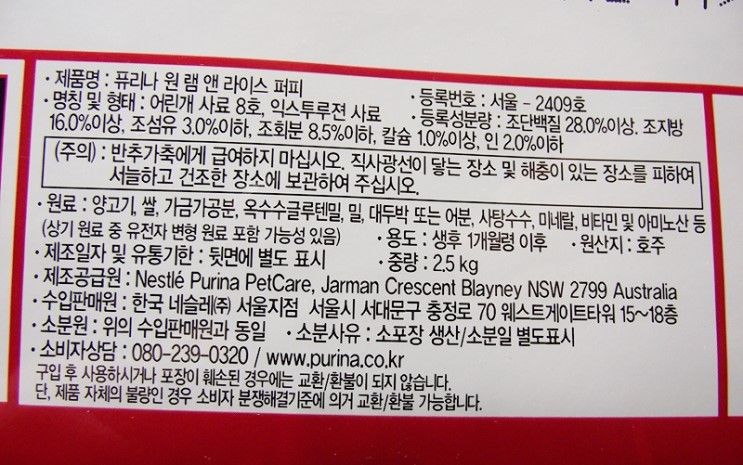 · 제품명 : 퓨리나 원 램 앤 라이스 퍼피 · 등록번호 : 서울 - 2409호
· 명칭 및 형태 : 어린개 사료 8호, 익스투루젼 사료 · 등록성분량 : 조단백질 28.0%이상. 조지방
16.0%이상, 조섬유 3.0%이하, 조회분 8.5%이하, 칼슘 1.0%이상, 인 2.0%이하
(주의) : 반추가축에게 급여하지 마십시오. 직사광선이 닿는 장소 및 해충이 있는 장소를 피하여
서늘하고 건조한 장소에 보관하여 주십시오.
· 원료 : 양고기, 쌀, 가금가공분, 옥수수글루텐밀, 밀, 대두박 또는 어분, 사탕수수, 미네랄, 비타민 및 아미노산 등
(상기 원료 중 유전자 변형 원료 포함 가능성 있음) · 용도 : 생후 1개월령 이후 · 원산지 : 호주
· 제조일자 및 유통기한 : 뒷면에 별도 표시 · 중량 : 2.5 kg
· 제조공급원 : Nestlé Purina PetCare, Jarman Crescent Blayney NSW 2799 Australia
· 수입판매원 : 한국 네슬레㈜ 서울지점 서울시 서대문구 충정로 70 웨스트게이트타워 15~18층
· 소분원 : 위의 수입판매원과 동일 · 소분사유 : 소포장 생산/소분일 별도표시
· 소비자상담 : 080-239-0320 / www.purina.co.kr
구입 후 사용하시거나 포장이 훼손된 경우에는 교환/환불이 되지 않습니다.
단, 제품 자체의 불량인 경우 소비자 분쟁해결기준에 의거 교환/환불 가능합니다.